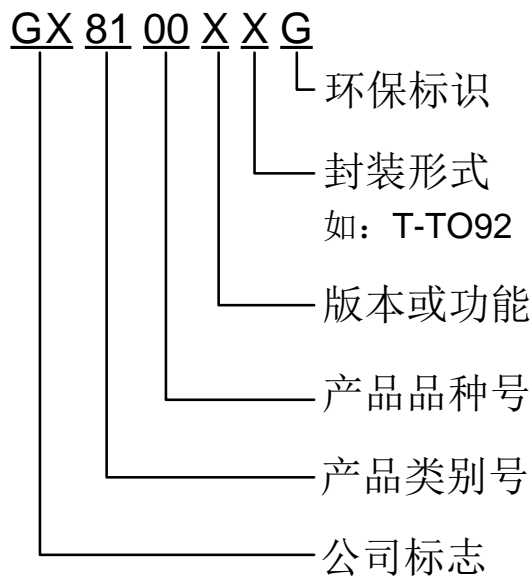 GX 81 00 X X G
环保标识
封装形式
如：T-TO92
版本或功能
产品品种号
产品类别号
公司标志